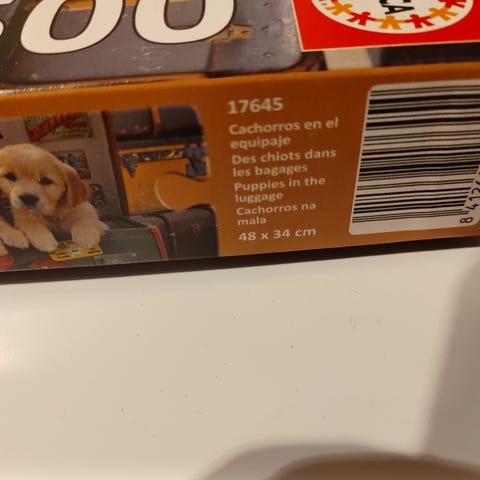 17645
Cachorros en el
equipaje
Des chiots dans
les bagages
Puppies in the
luggage
Cachorros na
mala
48 x 34 cm